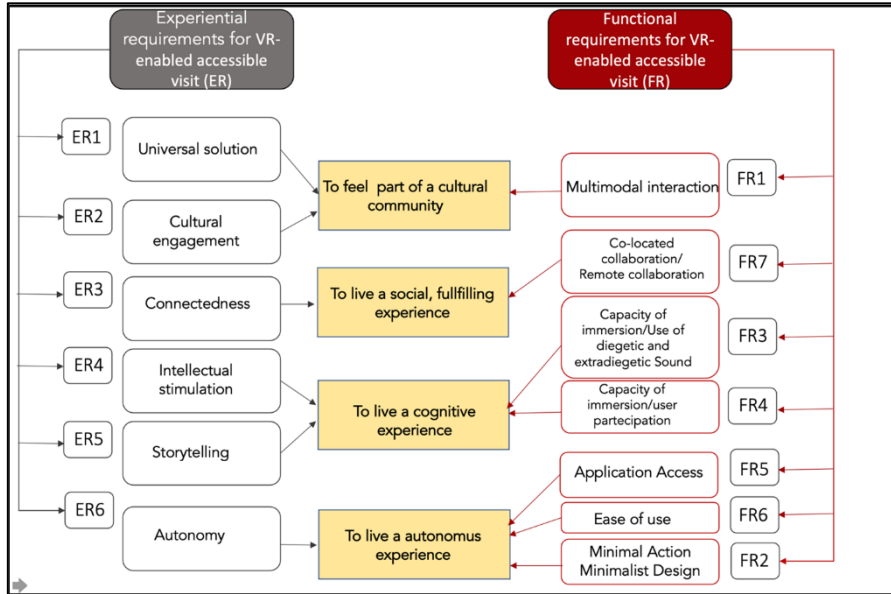 Experiential
requirements for VR-
enabled accessible
visit (ER)
Functional
requirements for VR-
enabled accessible
visit (FR)
ER1
Universal solution
ER2
Cultural
engagement
ER3
Connectedness
ER4
Intellectual
stimulation
ER5
Storytelling
ER6
Autonomy
To feel part of a cultural
community
To live a social, fullfilling
experience
To live a cognitive
experience
To live a autonomus
experience
Multimodal interaction
FR1
Co-located
collaboration/
Remote collaboration
FR7
Capacity of
immersion/Use of
diegetic and
extradiegetic Sound
FR3
Capacity of
immersion/user
partecipation
FR4
Application Access
FR5
Ease of use
FR6
Minimal Action
Minimalist Design
FR2